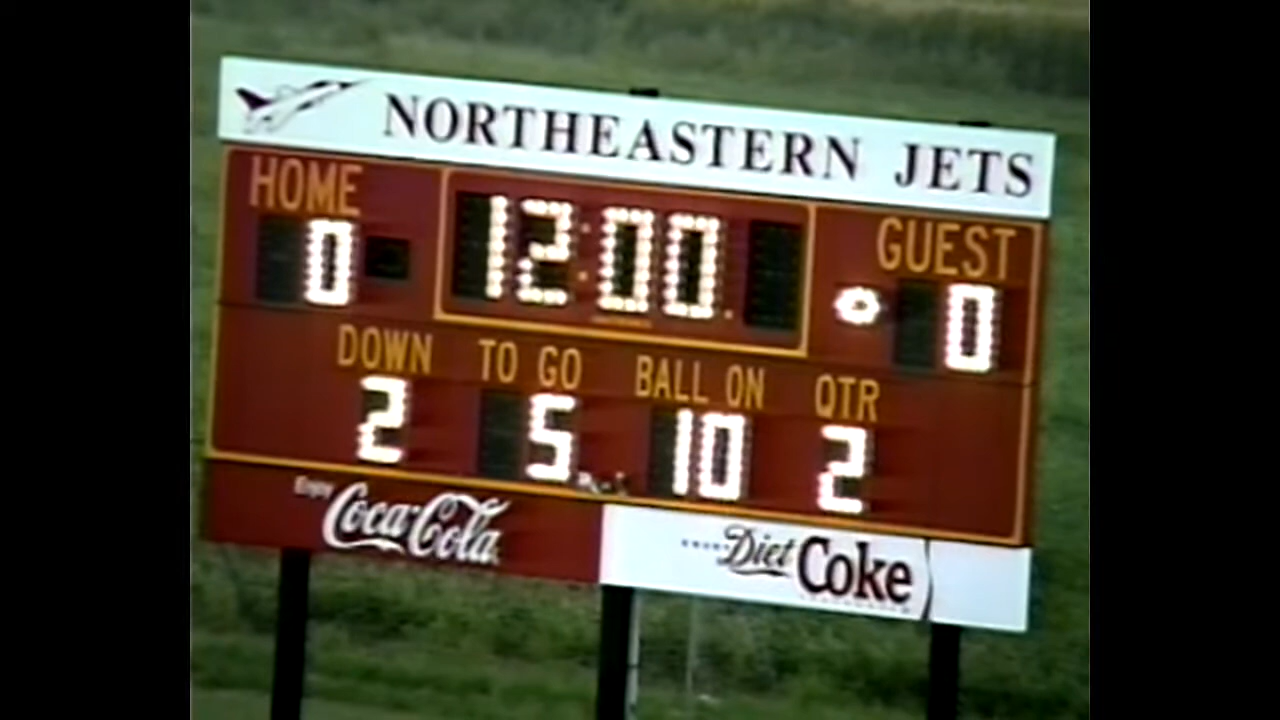 NORTHEASTERN JETS
HOME
GUEST
0
12:00
0
DOWN
TO GO
BALL ON
QTR
2
5
10
2
Enjoy
Coca-Cola
Diet Coke